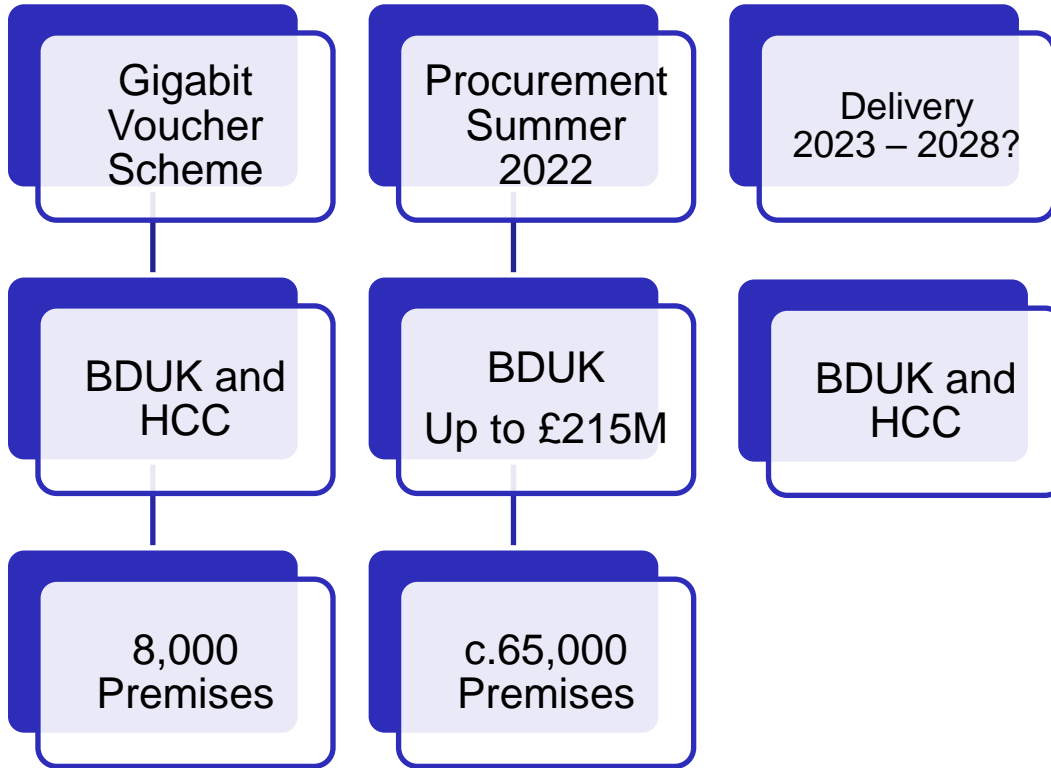 Gigabit
Voucher
Scheme
Procurement
Summer
2022
Delivery
2023 – 2028?
BDUK and
HCC
BDUK
Up to £215M
BDUK and
HCC
8,000
Premises
c.65,000
Premises